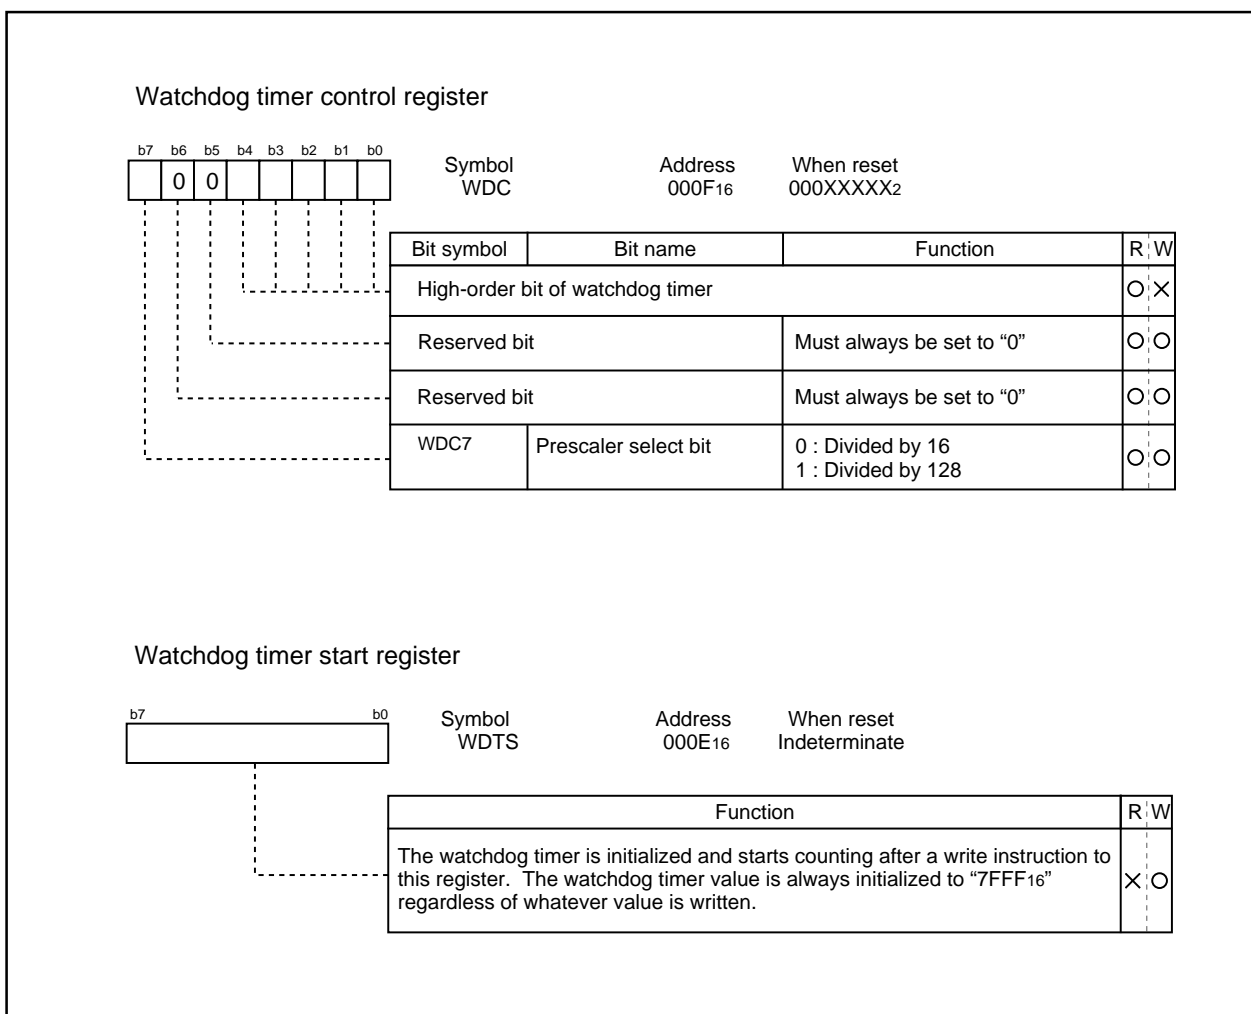 Watchdog timer control register
b7 b6 b5 b4 b3 b2 b1 b0
0 0
Symbol Address When reset
WDC 000F16 000XXXXX2
Bit symbol Bit name Function R W
High-order bit of watchdog timer O X
Reserved bit Must always be set to “0” O O
Reserved bit Must always be set to “0” O O
WDC7 Prescaler select bit 0 : Divided by 16
1 : Divided by 128 O O
Watchdog timer start register
b7 b0
Symbol Address When reset
WDTS 000E16 Indeterminate
Function R W
The watchdog timer is initialized and starts counting after a write instruction to
this register. The watchdog timer value is always initialized to “7FFF16” X O
regardless of whatever value is written.